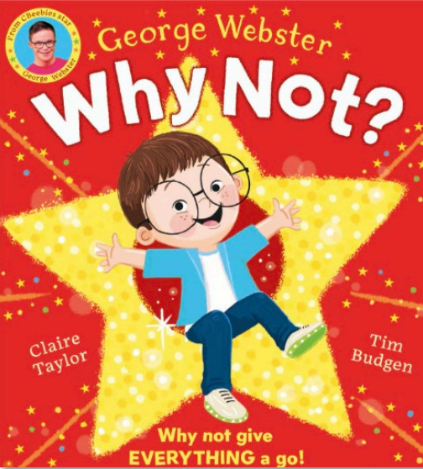 From CBeebies star
George Webster
George Webster
Why Not?
Claire
Taylor
Tim
Budgen
Why not give
EVERYTHING a go!